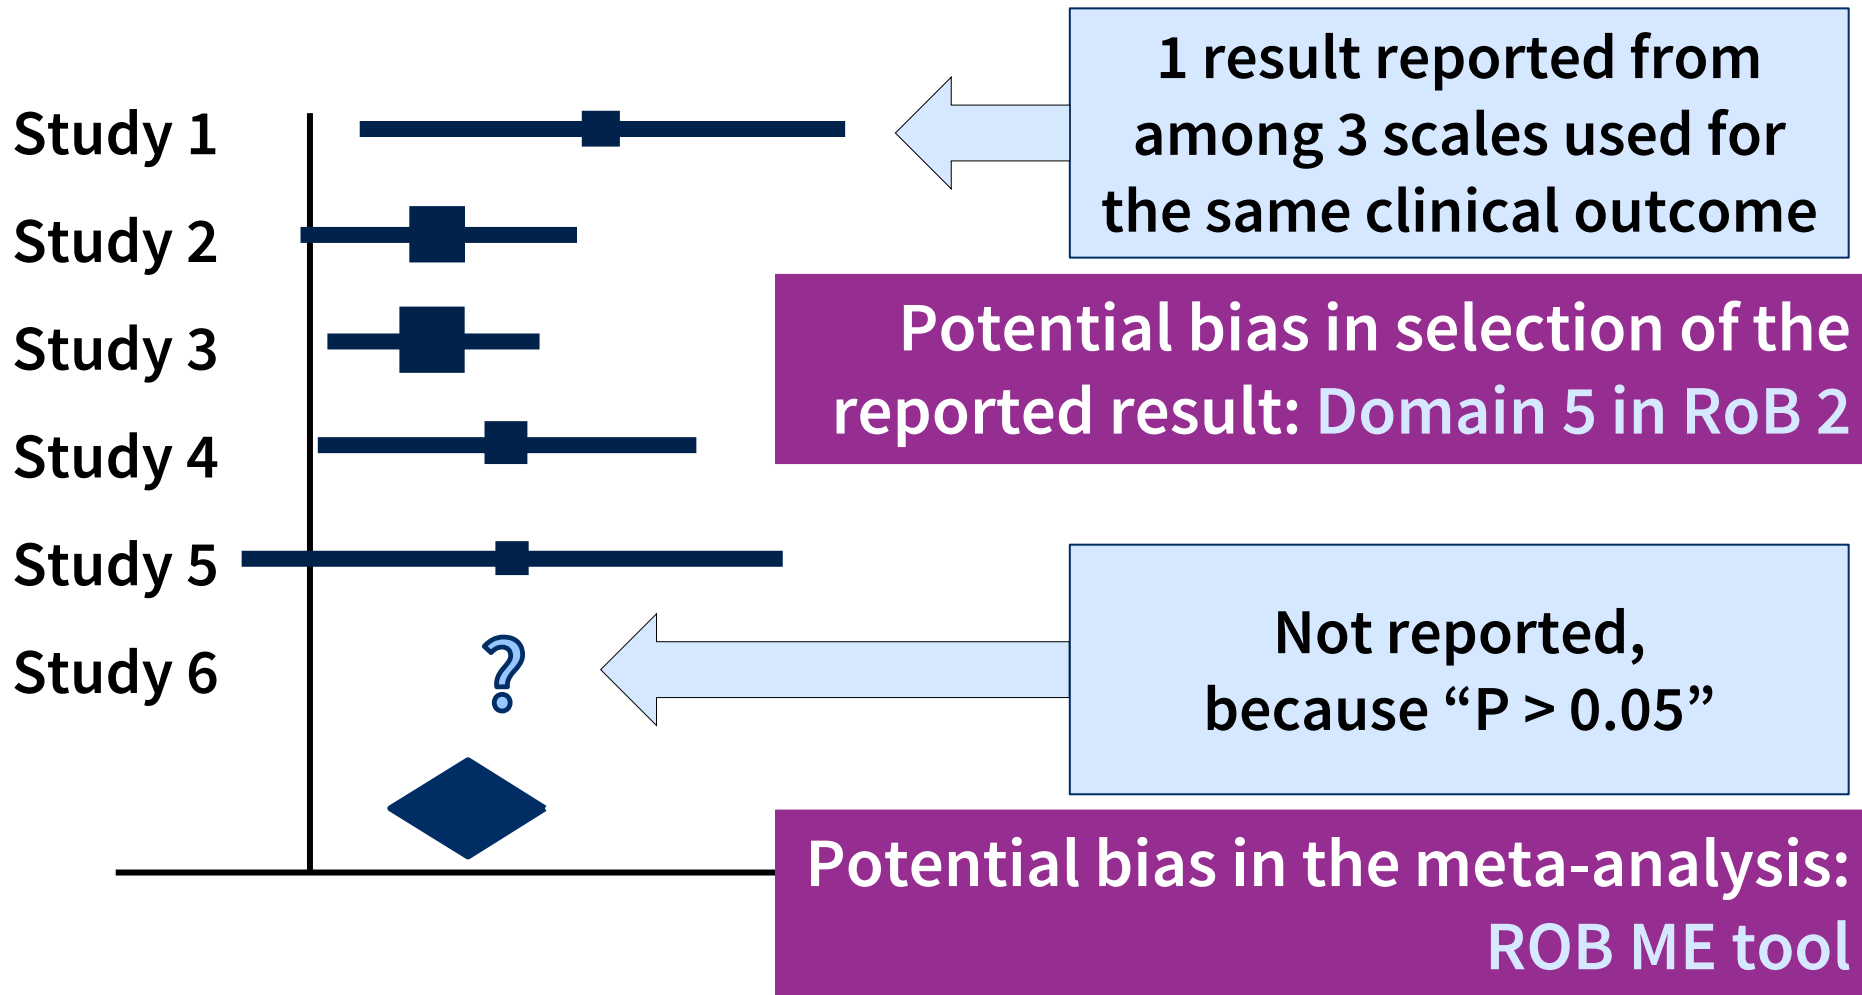 Study 1
Study 2
Study 3
Study 4
Study 5
Study 6
?
1 result reported from
among 3 scales used for
the same clinical outcome
Potential bias in selection of the
reported result: Domain 5 in RoB 2
Not reported,
because “P > 0.05”
Potential bias in the meta-analysis:
ROB ME tool